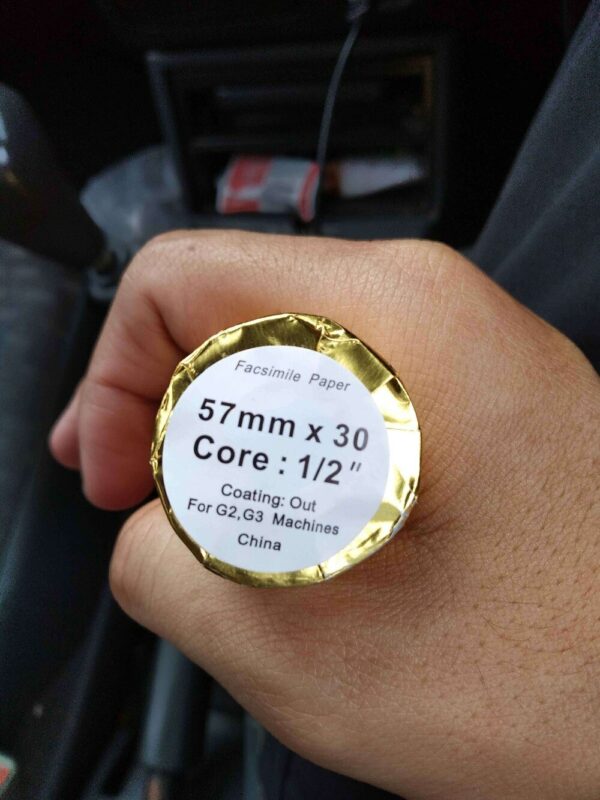 Facsimile Paper
57mm x 30
Core : 1/2"
Coating: Out
For G2,G3 Machines
China